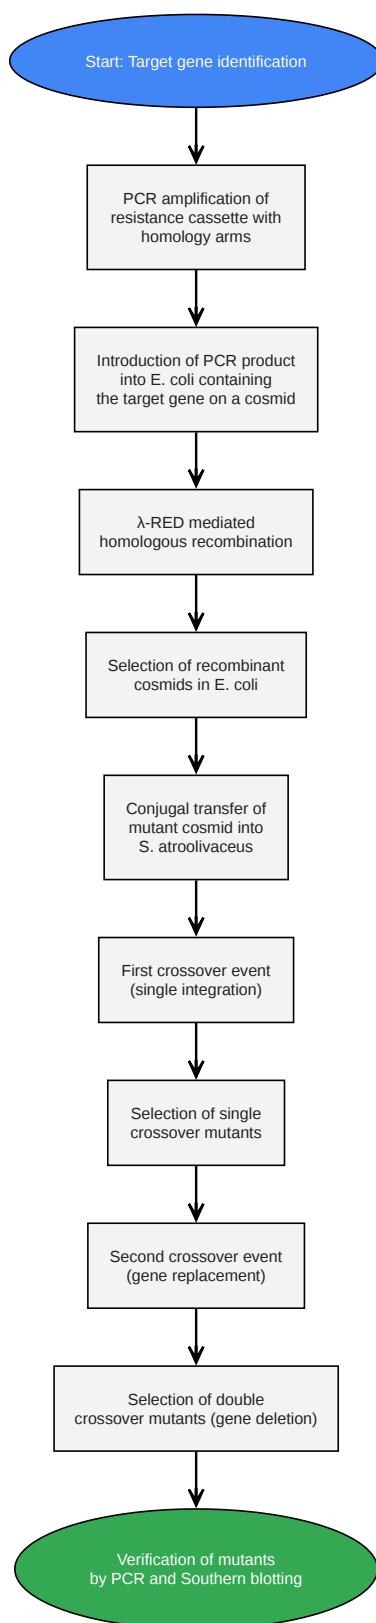 Start: Target gene identification
PCR amplification of
resistance cassette with
homology arms
Introduction of PCR product
into E. coli containing
the target gene on a cosmid
λ-RED mediated
homologous recombination
Selection of recombinant
cosmids in E. coli
Conjugal transfer of
mutant cosmid into
S. atroolivaceus
First crossover event
(single integration)
Selection of single
crossover mutants
Second crossover event
(gene replacement)
Selection of double
crossover mutants (gene deletion)
Verification of mutants
by PCR and Southern blotting